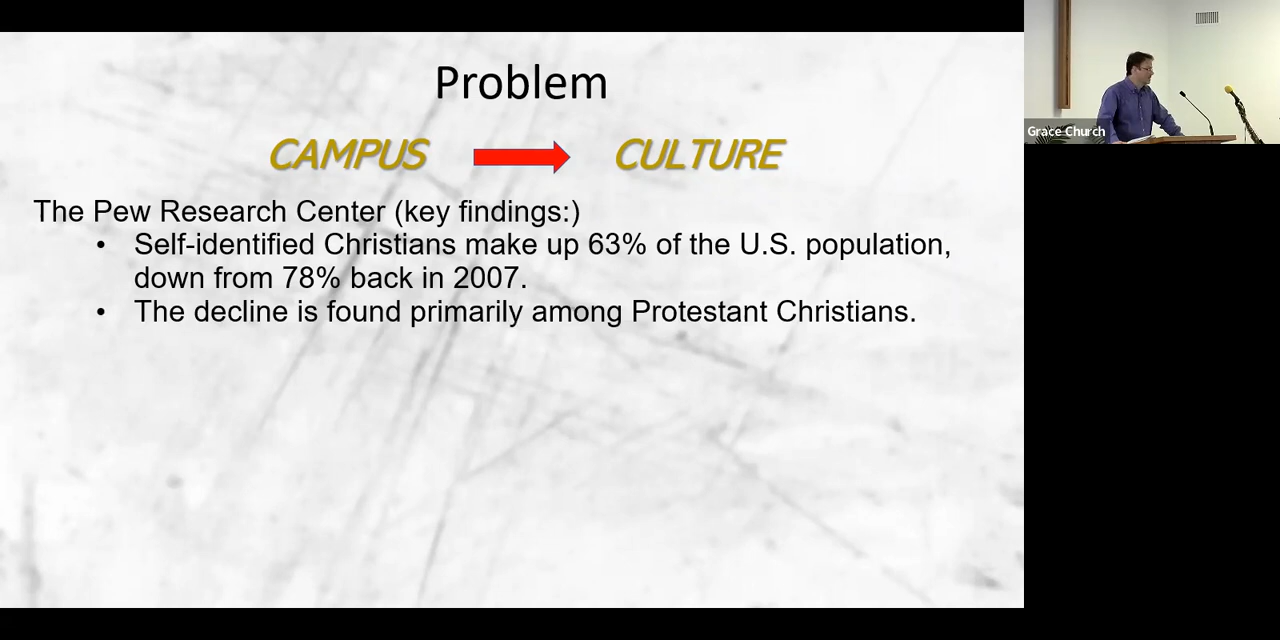 Problem
CAMPUS CULTURE
The Pew Research Center (key findings:)
• Self-identified Christians make up 63% of the U.S. population,
down from 78% back in 2007.
• The decline is found primarily among Protestant Christians.
Grace Church